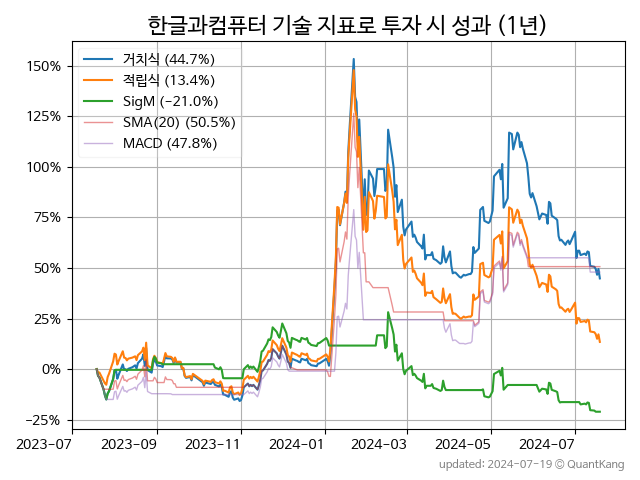 한글과컴퓨터 기술 지표로 투자 시 성과 (1년)
거치식 (44.7%)
적립식 (13.4%)
SigM (−21.0%)
SMA(20) (50.5%)
MACD (47.8%)
150%
125%
100%
75%
50%
25%
0%
−25%
2023-07 2023-09 2023-11 2024-01 2024-03 2024-05 2024-07
updated: 2024-07-19 © QuantKang